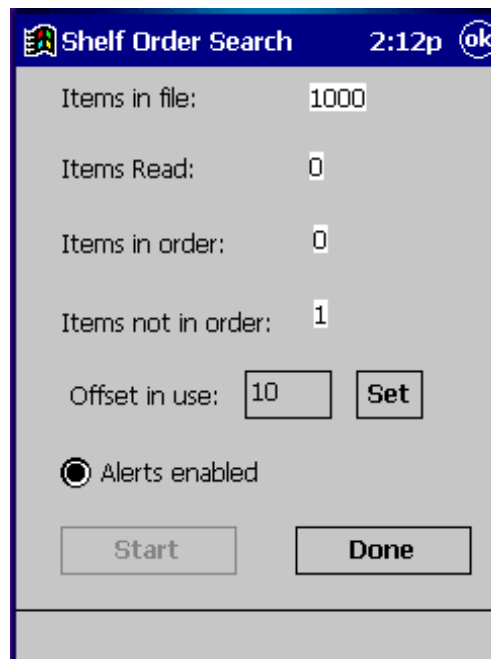 Shelf Order Search 2:12p ok
Items in file: 1000
Items Read: 0
Items in order: 0
Items not in order: 1
Offset in use: 10 Set
Alerts enabled
Start Done